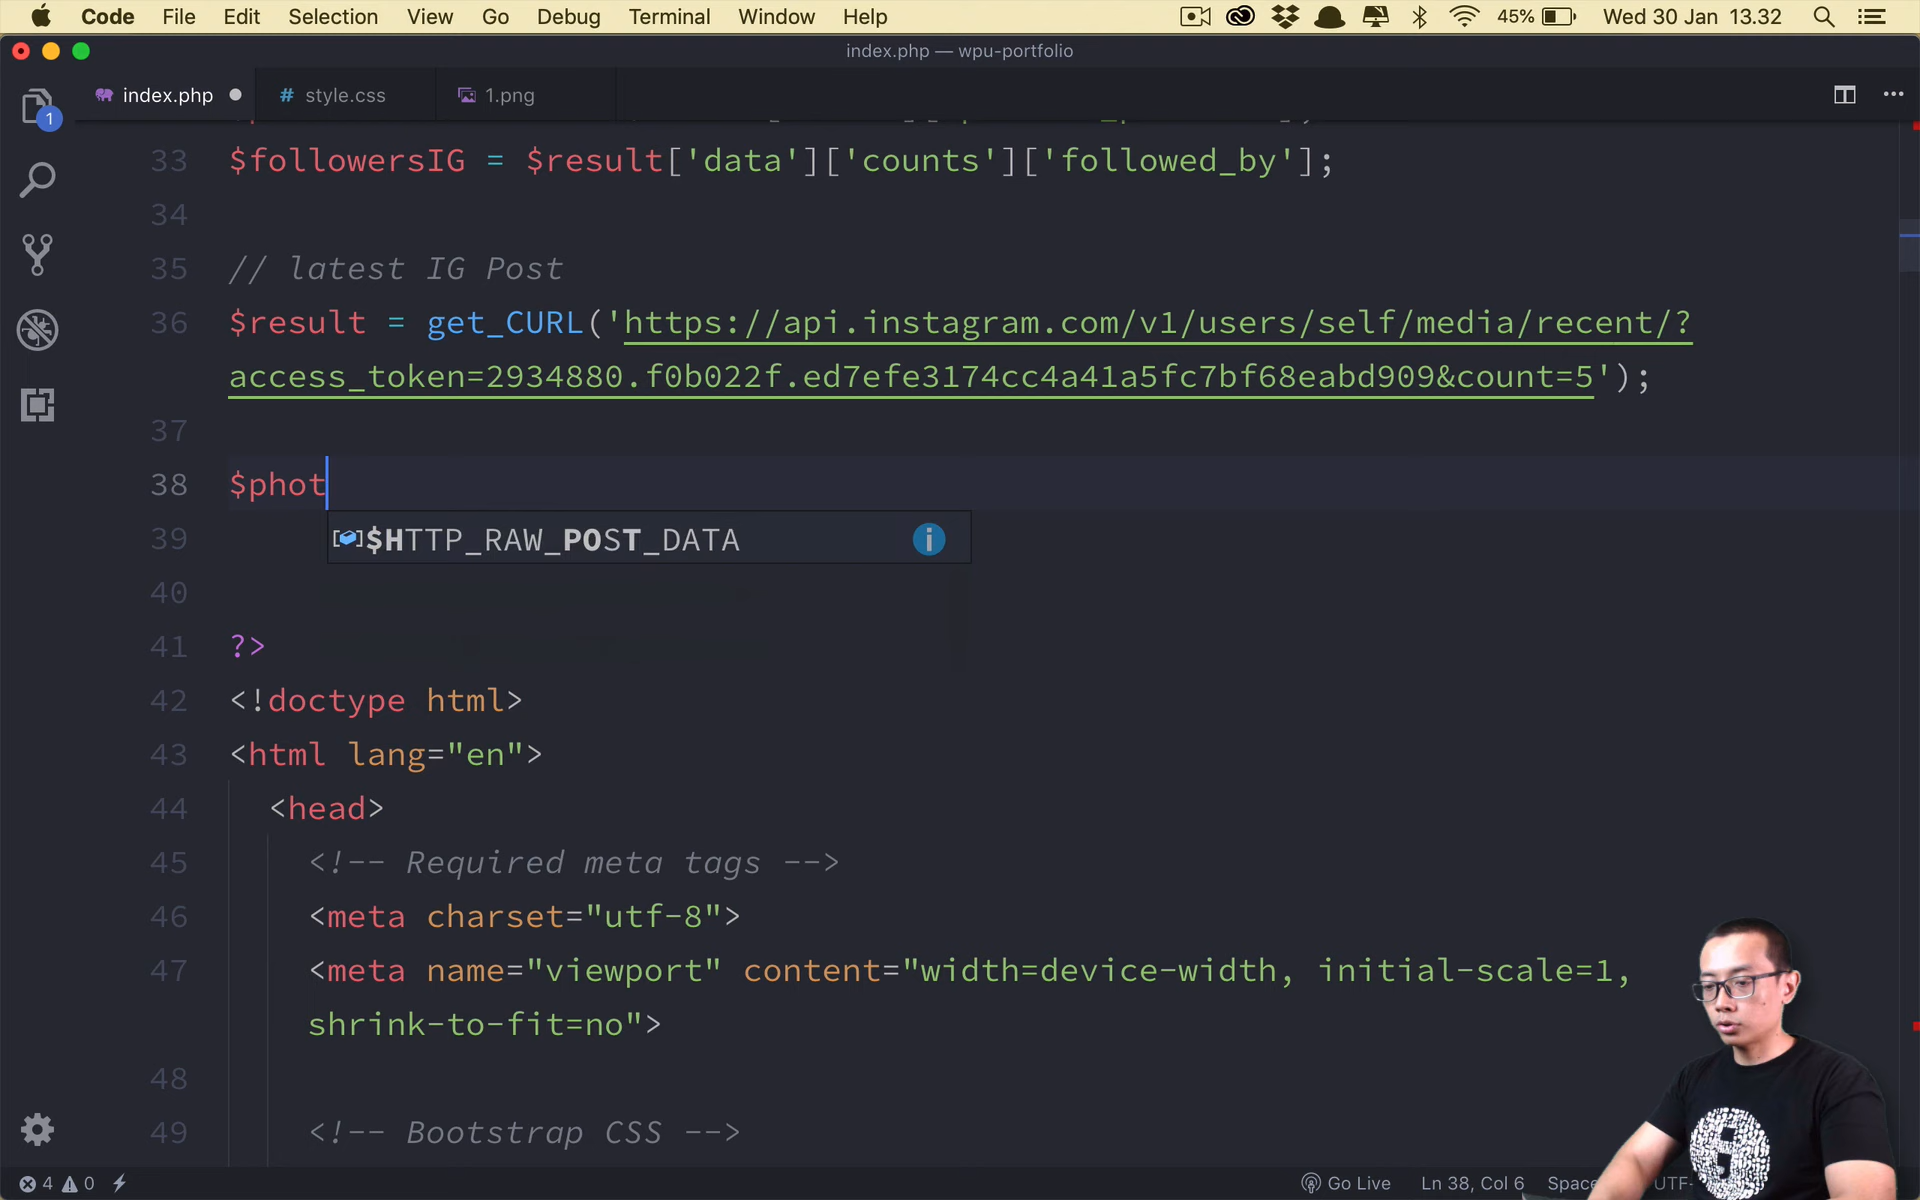 Code File Edit Selection View Go Debug Terminal Window Help 45% Wed 30 Jan 13.32
index.php — wpu-portfolio
index.php style.css 1.png
1
33 $followersIG = $result['data']['counts']['followed_by'];
34
35 // latest IG Post
36 $result = get_CURL('https://api.instagram.com/v1/users/self/media/recent/?
access_token=2934880.f0b022f.ed7efe3174cc4a41a5fc7bf68eabd909&count=5');
37
38 $phot
39 $HTTP_RAW_POST_DATA
40
41 ?>
42 <!doctype html>
43 <html lang="en">
44 <head>
45 <!-- Required meta tags -->
46 <meta charset="utf-8">
47 <meta name="viewport" content="width=device-width, initial-scale=1,
shrink-to-fit=no">
48
49 <!-- Bootstrap CSS -->
4 0 Go Live Ln 38, Col 6